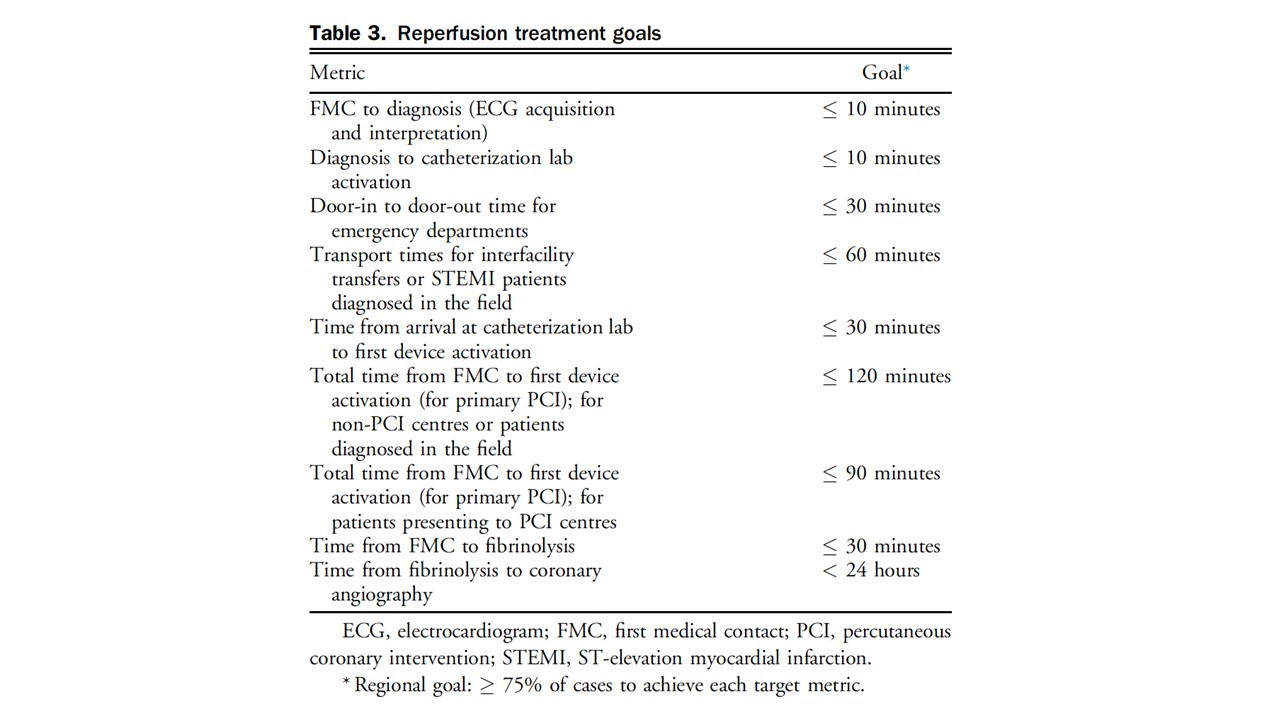 Table 3. Reperfusion treatment goals
Metric Goal*
FMC to diagnosis (ECG acquisition ≤ 10 minutes
and interpretation)
Diagnosis to catheterization lab ≤ 10 minutes
activation
Door-in to door-out time for ≤ 30 minutes
emergency departments
Transport times for interfacility ≤ 60 minutes
transfers or STEMI patients
diagnosed in the field
Time from arrival at catheterization lab ≤ 30 minutes
to first device activation
Total time from FMC to first device ≤ 120 minutes
activation (for primary PCI); for
non-PCI centres or patients
diagnosed in the field
Total time from FMC to first device ≤ 90 minutes
activation (for primary PCI); for
patients presenting to PCI centres
Time from FMC to fibrinolysis ≤ 30 minutes
Time from fibrinolysis to coronary < 24 hours
angiography
ECG, electrocardiogram; FMC, first medical contact; PCI, percutaneous
coronary intervention; STEMI, ST-elevation myocardial infarction.
* Regional goal: ≥ 75% of cases to achieve each target metric.